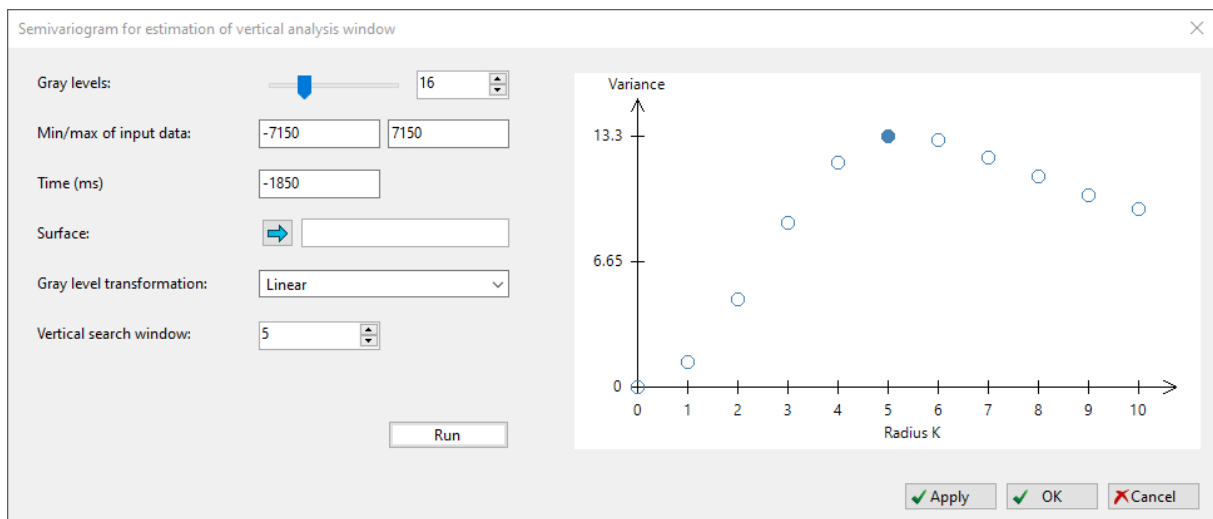 Semivariogram for estimation of vertical analysis window
Gray levels:
16
Min/max of input data:
-7150
7150
Time (ms)
-1850
Surface:
Gray level transformation:
Linear
Vertical search window:
5
Run
Variance
13.3
6.65
0
0 1 2 3 4 5 6 7 8 9 10
Radius K
Apply
OK
Cancel